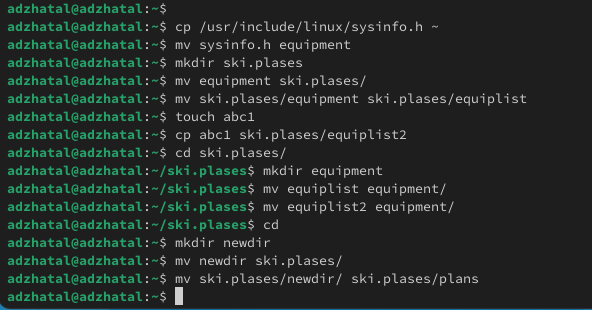 adzhatal@adzhatal:~$
adzhatal@adzhatal:~$ cp /usr/include/linux/sysinfo.h ~
adzhatal@adzhatal:~$ mv sysinfo.h equipment
adzhatal@adzhatal:~$ mkdir ski.plases
adzhatal@adzhatal:~$ mv equipment ski.plases/
adzhatal@adzhatal:~$ mv ski.plases/equipment ski.plases/equiplist
adzhatal@adzhatal:~$ touch abc1
adzhatal@adzhatal:~$ cp abc1 ski.plases/equiplist2
adzhatal@adzhatal:~$ cd ski.plases/
adzhatal@adzhatal:~/ski.plases$ mkdir equipment
adzhatal@adzhatal:~/ski.plases$ mv equiplist equipment/
adzhatal@adzhatal:~/ski.plases$ mv equiplist2 equipment/
adzhatal@adzhatal:~/ski.plases$ cd
adzhatal@adzhatal:~$ mkdir newdir
adzhatal@adzhatal:~$ mv newdir ski.plases/
adzhatal@adzhatal:~$ mv ski.plases/newdir/ ski.plases/plans
adzhatal@adzhatal:~$